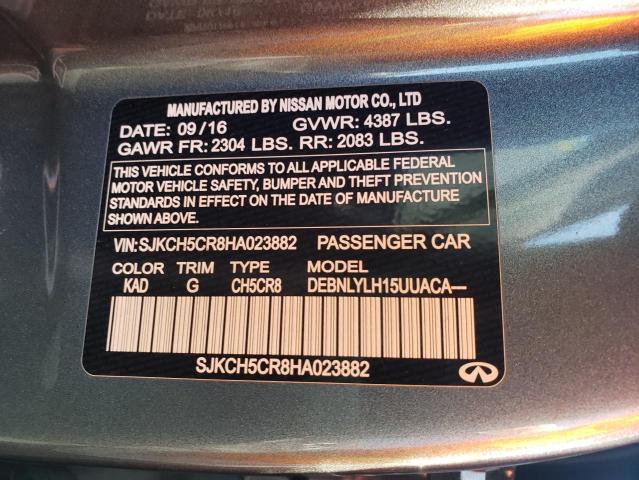 MANUFACTURED BY NISSAN MOTOR CO., LTD
DATE: 09/16 GVWR: 4387 LBS.
GAWR FR: 2304 LBS. RR: 2083 LBS.
THIS VEHICLE CONFORMS TO ALL APPLICABLE FEDERAL
MOTOR VEHICLE SAFETY, BUMPER AND THEFT PREVENTION
STANDARDS IN EFFECT ON THE DATE OF MANUFACTURE
SHOWN ABOVE.
VIN:SJKCH5CR8HA023882 PASSENGER CAR
COLOR TRIM TYPE MODEL
KAD G CH5CR8 DEBNLYLH15UUACA—
SJKCH5CR8HA023882